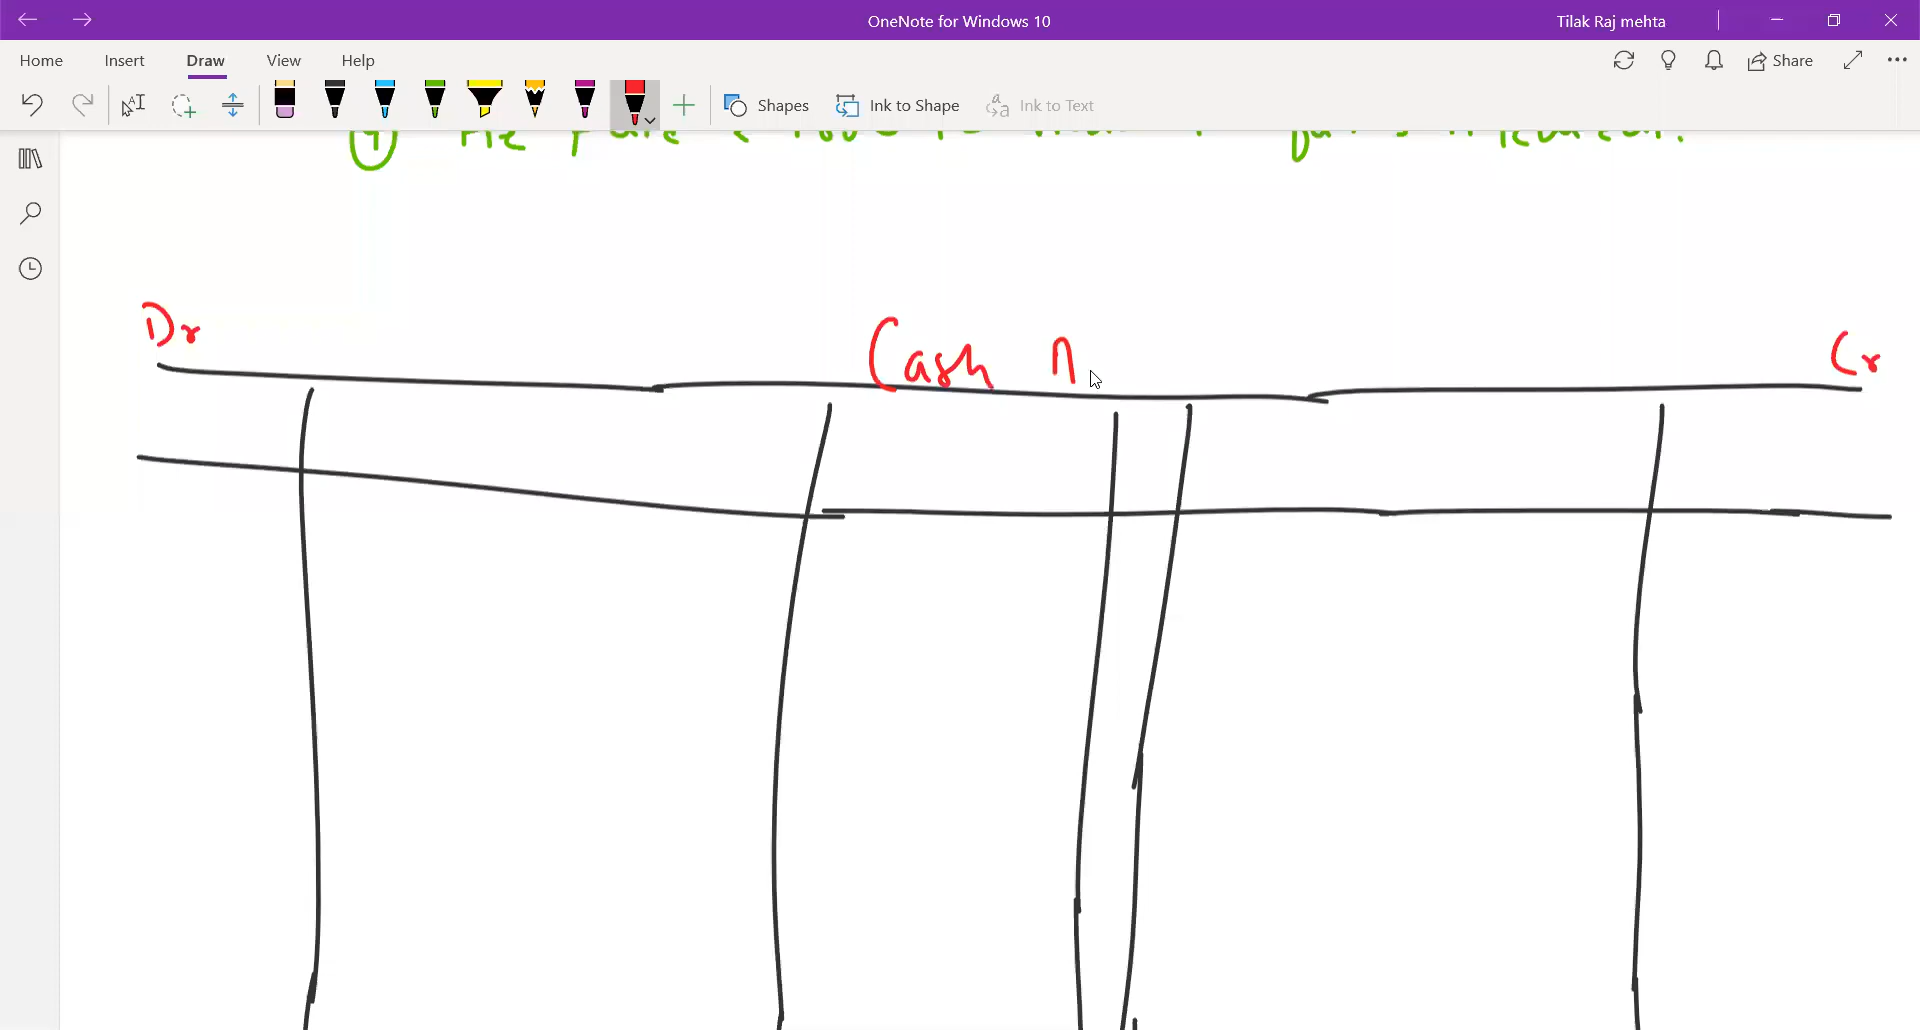 OneNote for Windows 10
Tilak Raj mehta
Home Insert Draw View Help
Share
Shapes
Ink to Shape
Ink to Text
Dr
Cash
Cr